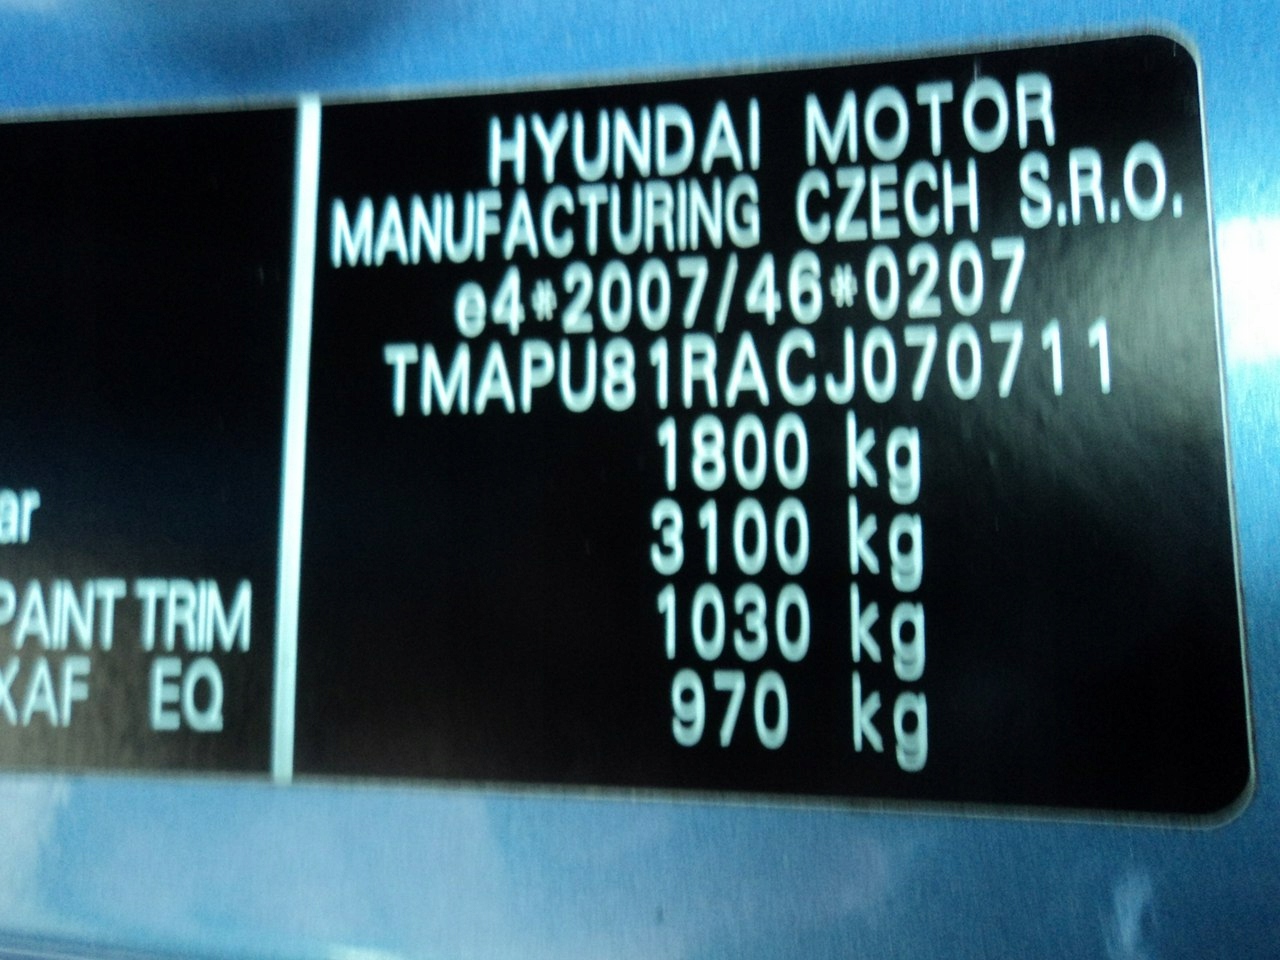 ar
PAINT TRIM
XAF EQ
HYUNDAI MOTOR
MANUFACTURING CZECH S.R.O.
e4*2007/46*0207
TMAPU81RACJ070711
1800 kg
3100 kg
1030 kg
970 kg